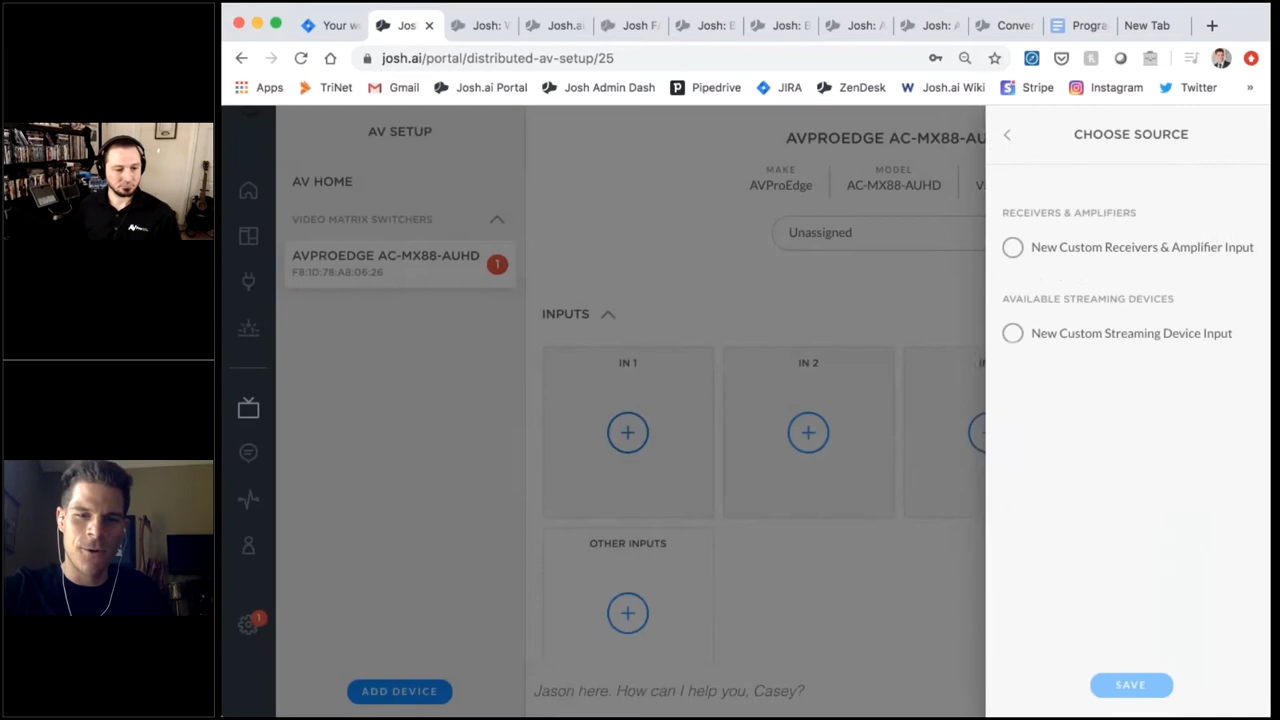 Your w
Jos
Josh: V
Josh.ai
Josh FA
Josh: E
Josh: E
Josh: A
Josh: A
Conver
Progra
New Tab
josh.ai/portal/distributed-av-setup/25
Apps
TriNet
Gmail
Josh.ai Portal
Josh Admin Dash
Pipedrive
JIRA
ZenDesk
Josh.ai Wiki
Stripe
Instagram
Twitter
»
AV SETUP
AV HOME
VIDEO MATRIX SWITCHERS
AVPROEDGE AC-MX88-AUHD
F8:1D:78:A8:06:26
1
ADD DEVICE
1
AVPROEDGE AC-MX88-AU
MAKE
AVProEdge
MODEL
AC-MX88-AUHD
Unassigned
INPUTS
IN 1
IN 2
OTHER INPUTS
Jason here. How can I help you, Casey?
CHOOSE SOURCE
RECEIVERS & AMPLIFIERS
New Custom Receivers & Amplifier Input
AVAILABLE STREAMING DEVICES
New Custom Streaming Device Input
SAVE